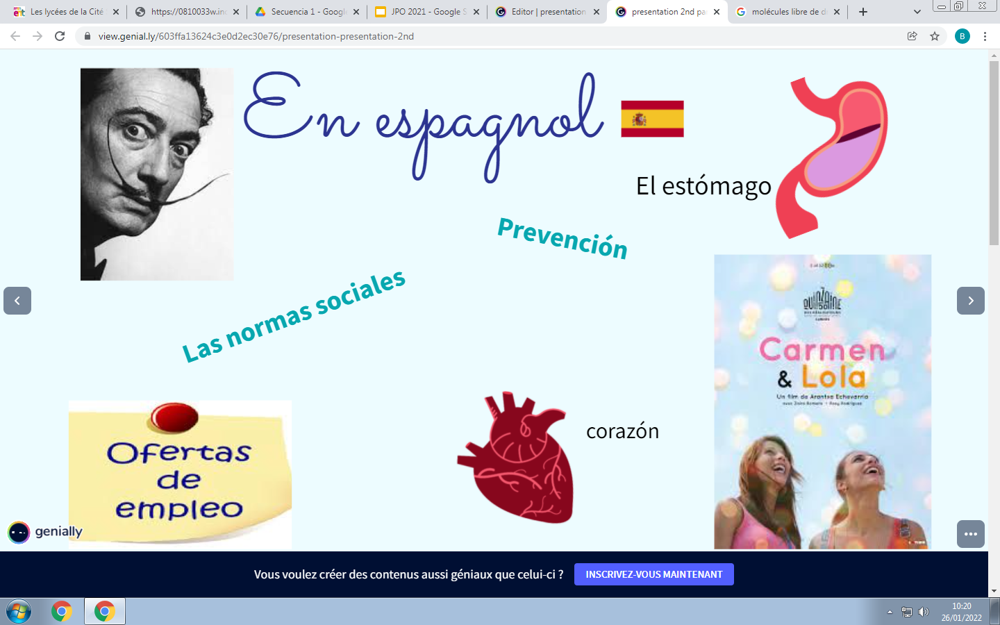 Les lycées de la Cité
https://0810033w.in
Secuencia 1 - Googl
JPO 2021 - Google S
Editor | presentation
presentation 2nd pa
molécules libre de d
view.genial.ly/603ffa13624c3e0d2ec30e76/presentation-presentation-2nd
B
En espagnol
El estómago
Prevención
Las normas sociales
QUINZAINE
Carmen
& Lola
Un film de Arantxa Echevarria
Ofertas
de
empleo
corazón
genially
Vous voulez créer des contenus aussi géniaux que celui-ci ?
INSCRIVEZ-VOUS MAINTENANT
10:20
26/01/2022